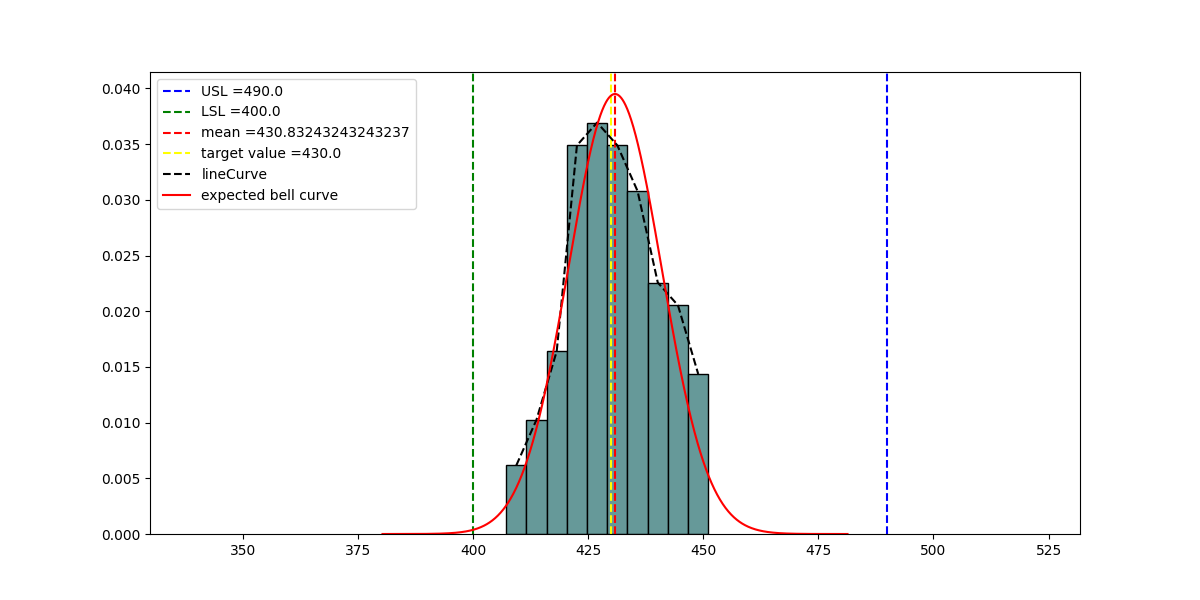 USL =490.0
LSL =400.0
mean =430.83243243243237
target value =430.0
lineCurve
expected bell curve
0.040
0.035
0.030
0.025
0.020
0.015
0.010
0.005
0.000
350 375 400 425 450 475 500 525